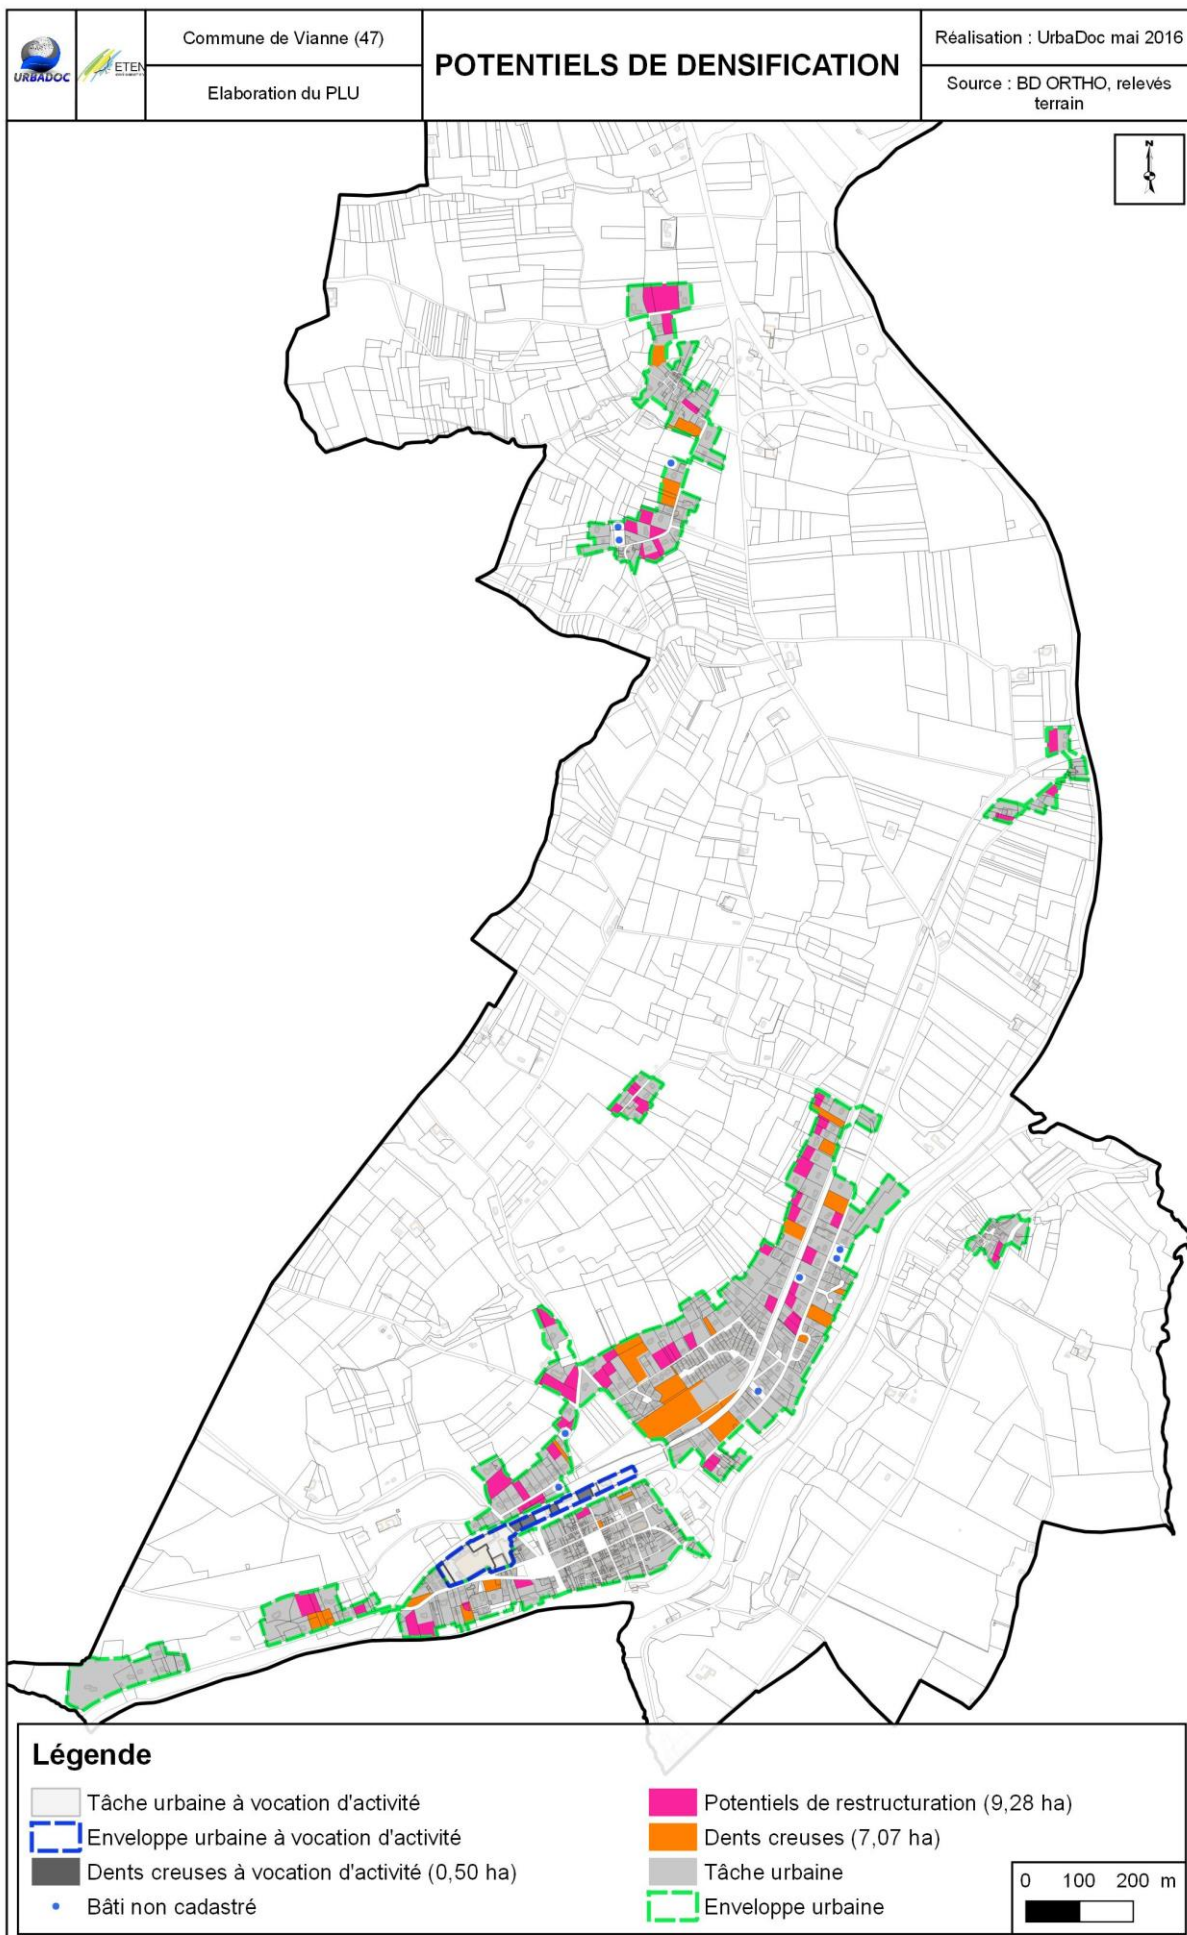 URBADOC
ETEN
Commune de Vianne (47)
Elaboration du PLU
POTENTIELS DE DENSIFICATION
Réalisation : UrbaDoc mai 2016
Source : BD ORTHO, relevés
terrain
N
Légende
Tâche urbaine à vocation d'activité
Enveloppe urbaine à vocation d'activité
Dents creuses à vocation d'activité (0,50 ha)
Bâti non cadastré
Potentiels de restructuration (9,28 ha)
Dents creuses (7,07 ha)
Tâche urbaine
Enveloppe urbaine
0 100 200 m